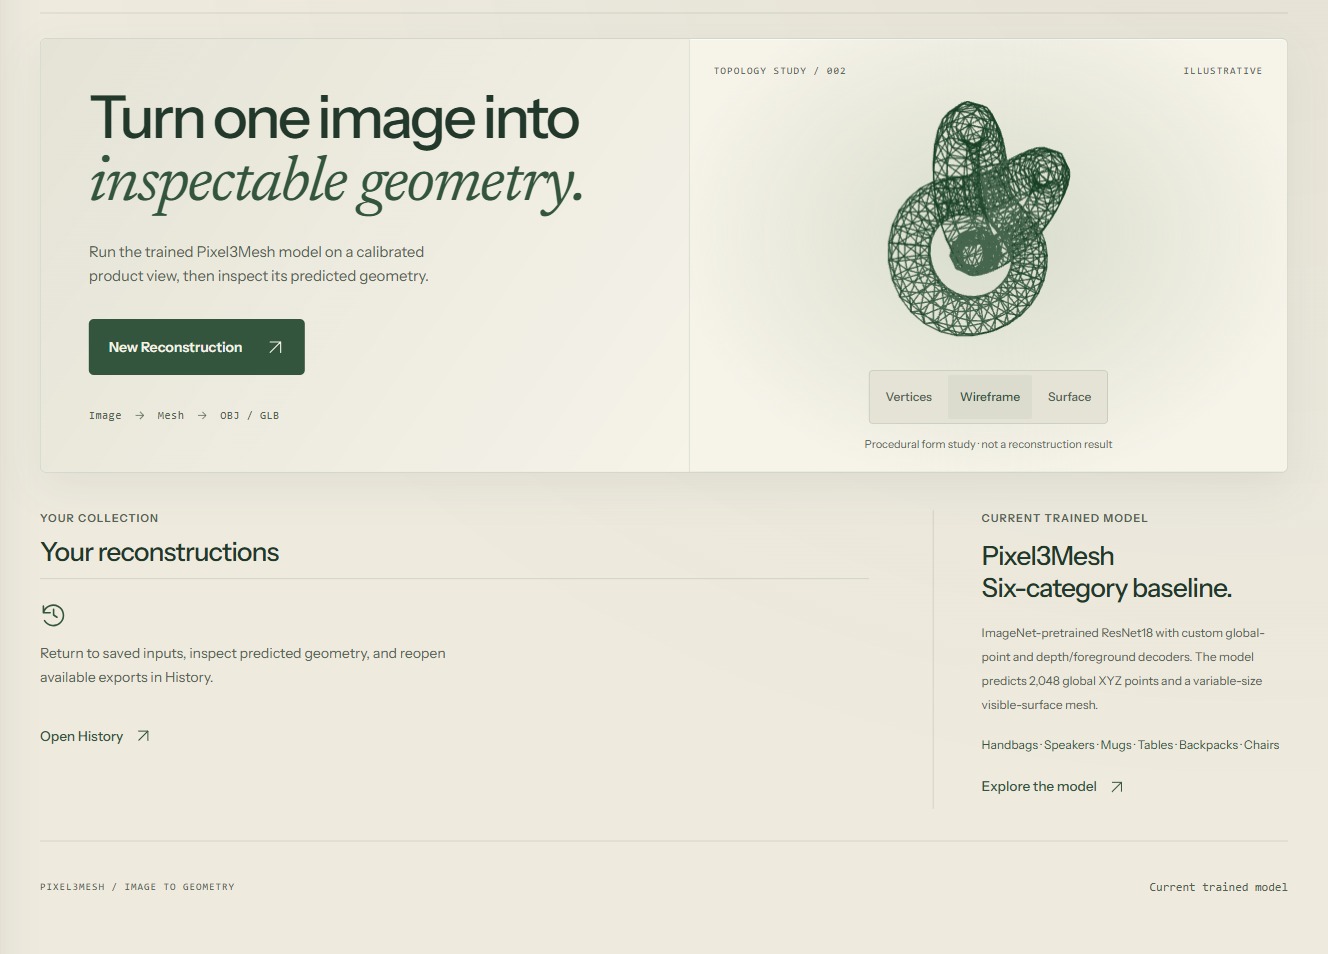 TOPOLOGY STUDY / 002
ILLUSTRATIVE
Turn one image into
inspectable geometry.
Run the trained Pixel3Mesh model on a calibrated
product view, then inspect its predicted geometry.
New Reconstruction
Image → Mesh → OBJ / GLB
Vertices
Wireframe
Surface
Procedural form study · not a reconstruction result
YOUR COLLECTION
Your reconstructions
Return to saved inputs, inspect predicted geometry, and reopen
available exports in History.
Open History
CURRENT TRAINED MODEL
Pixel3Mesh
Six-category baseline.
ImageNet-pretrained ResNet18 with custom global-
point and depth/foreground decoders. The model
predicts 2,048 global XYZ points and a variable-size
visible-surface mesh.
Handbags · Speakers · Mugs · Tables · Backpacks · Chairs
Explore the model
PIXEL3MESH / IMAGE TO GEOMETRY
Current trained model